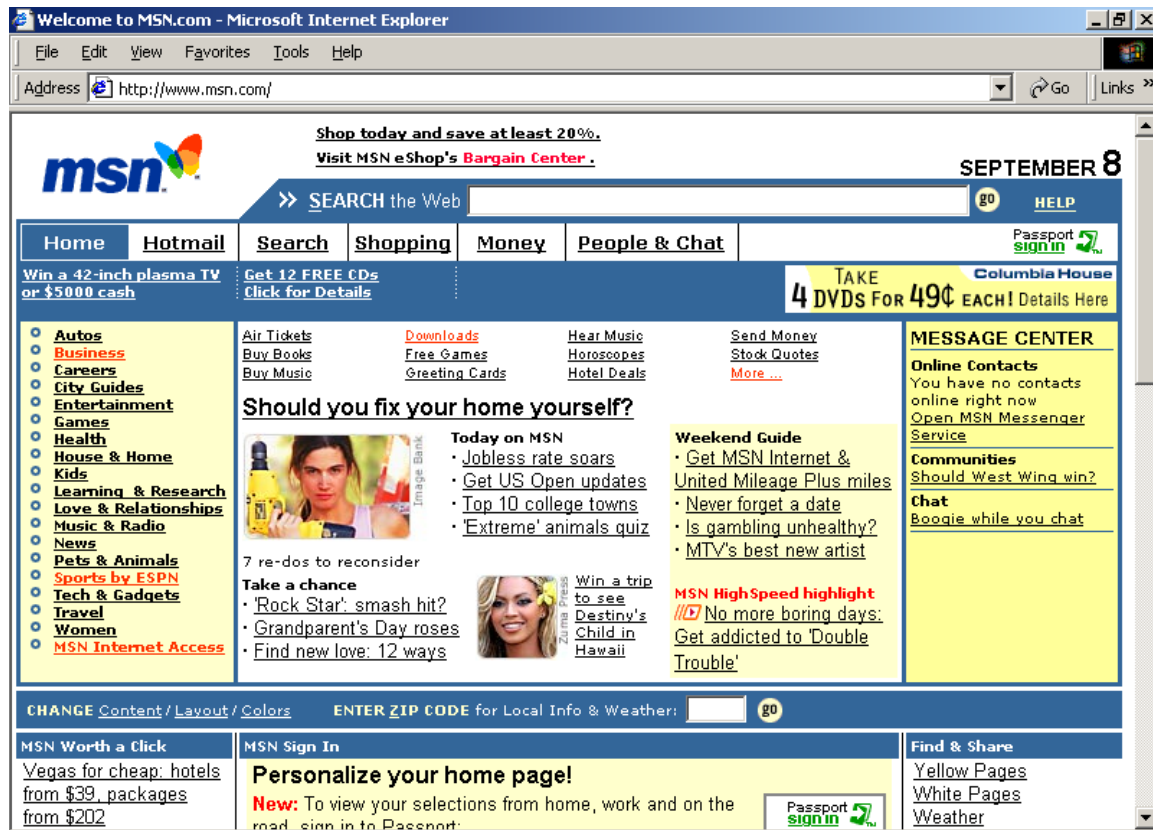 Welcome to MSN.com - Microsoft Internet Explorer
File Edit View Favorites Tools Help
Address http://www.msn.com/ Go Links »
msn
Shop today and save at least 20%.
Visit MSN eShop's Bargain Center .
SEPTEMBER 8
» SEARCH the Web go HELP
Home Hotmail Search Shopping Money People & Chat
Passport
sign in
Win a 42-inch plasma TV
or $5000 cash
Get 12 FREE CDs
Click for Details
TAKE
4 DVDS FOR 49¢ EACH! Details Here
Columbia House
Autos
Business
Careers
City Guides
Entertainment
Games
Health
House & Home
Kids
Learning & Research
Love & Relationships
Music & Radio
News
Pets & Animals
Sports by ESPN
Tech & Gadgets
Travel
Women
MSN Internet Access
Air Tickets Downloads Hear Music Send Money
Buy Books Free Games Horoscopes Stock Quotes
Buy Music Greeting Cards Hotel Deals More ...
Should you fix your home yourself?
Image Bank
7 re-dos to reconsider
Today on MSN
· Jobless rate soars
· Get US Open updates
· Top 10 college towns
· 'Extreme' animals quiz
Take a chance
· 'Rock Star': smash hit?
· Grandparent's Day roses
· Find new love: 12 ways
Zuma Press
Win a trip
to see
Destiny's
Child in
Hawaii
Weekend Guide
· Get MSN Internet &
United Mileage Plus miles
· Never forget a date
· Is gambling unhealthy?
· MTV's best new artist
MSN HighSpeed highlight
No more boring days:
Get addicted to 'Double
Trouble'
MESSAGE CENTER
Online Contacts
You have no contacts
online right now
Open MSN Messenger
Service
Communities
Should West Wing win?
Chat
Boogie while you chat
CHANGE Content / Layout / Colors ENTER ZIP CODE for Local Info & Weather: go
MSN Worth a Click
Vegas for cheap: hotels
from $39, packages
from $202
MSN Sign In
Personalize your home page!
New: To view your selections from home, work and on the
road, sign in to Passport:
Passport
sign in
Find & Share
Yellow Pages
White Pages
Weather